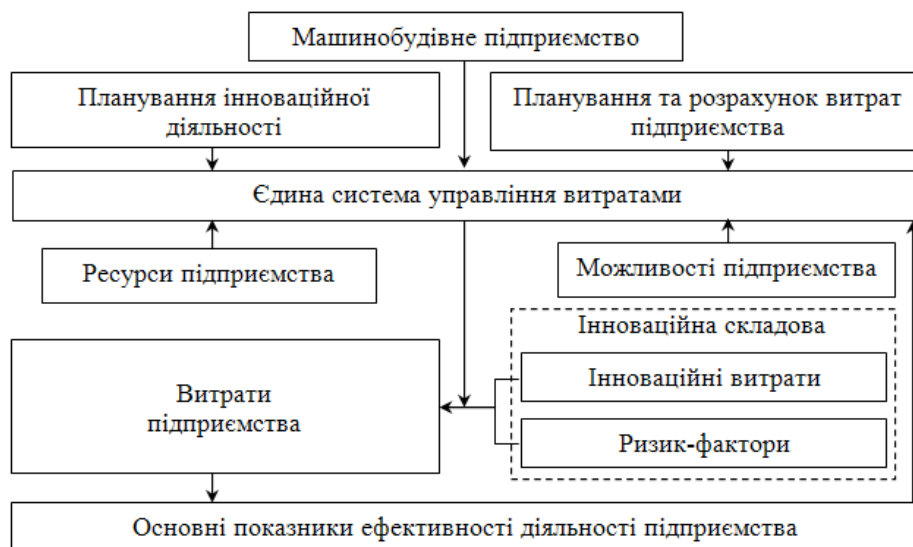 Машинобудівне підприємство
Планування інноваційної
діяльності
Планування та розрахунок витрат
підприємства
Єдина система управління витратами
Ресурси підприємства
Можливості підприємства
Інноваційна складова
Інноваційні витрати
Витрати
підприємства
Ризик-фактори
Основні показники ефективності діяльності підприємства